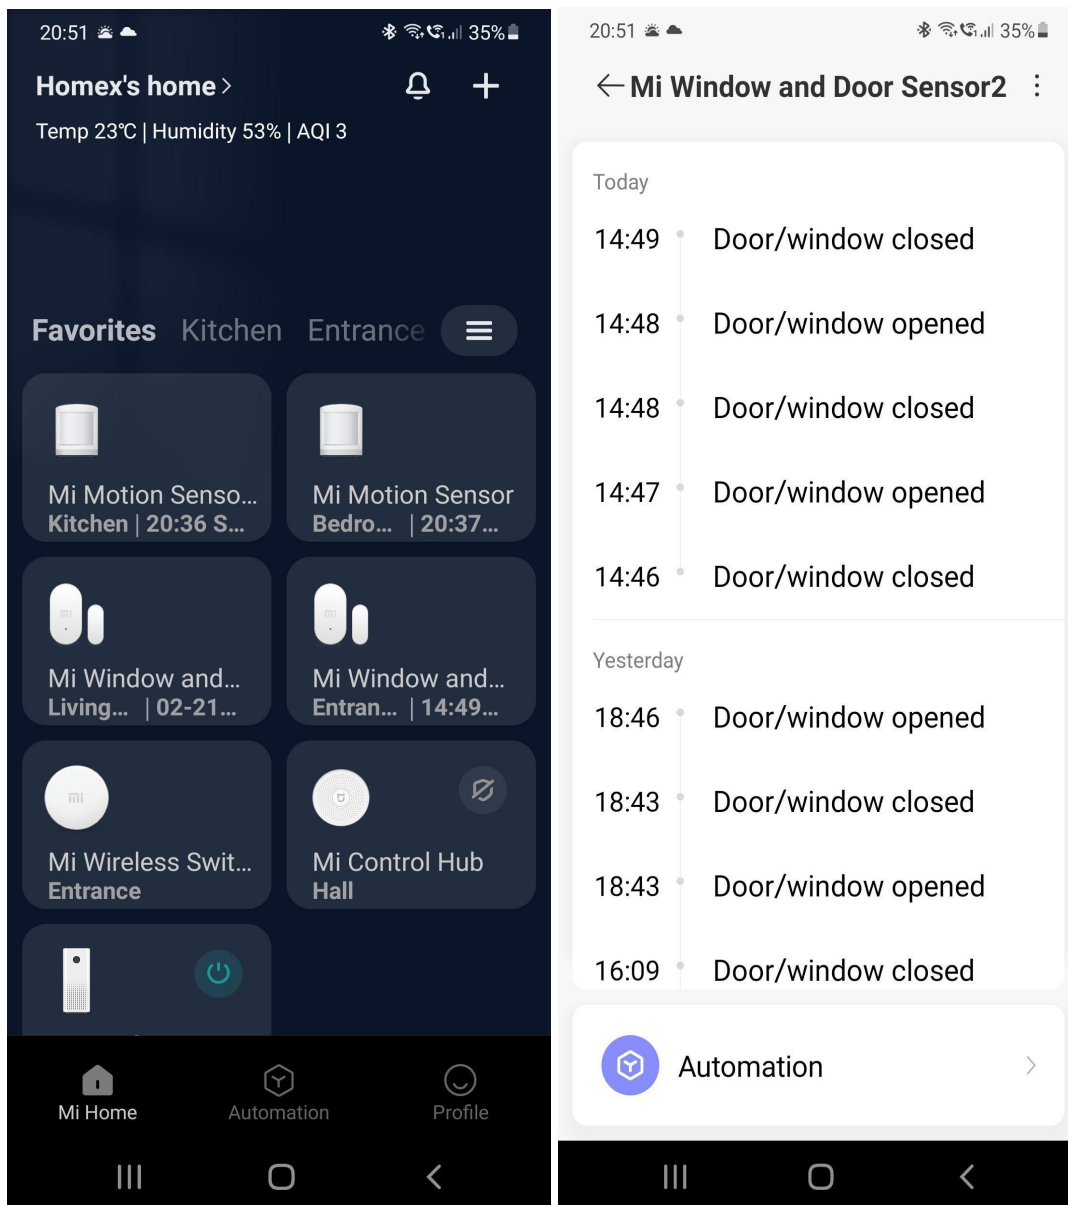 20:51
35%
Homex's home >
Temp 23℃ | Humidity 53% | AQI 3
Favorites Kitchen Entrance
Mi Motion Senso...
Kitchen | 20:36 S...
Mi Motion Sensor
Bedro... | 20:37...
mi
Mi Window and...
Living... | 02-21...
mi
Mi Window and...
Entran... | 14:49...
mi
Mi Wireless Swit...
Entrance
Mi Control Hub
Hall
Mi Home
Automation
Profile
20:51
35%
Mi Window and Door Sensor2
Today
14:49 Door/window closed
14:48 Door/window opened
14:48 Door/window closed
14:47 Door/window opened
14:46 Door/window closed
Yesterday
18:46 Door/window opened
18:43 Door/window closed
18:43 Door/window opened
16:09 Door/window closed
Automation